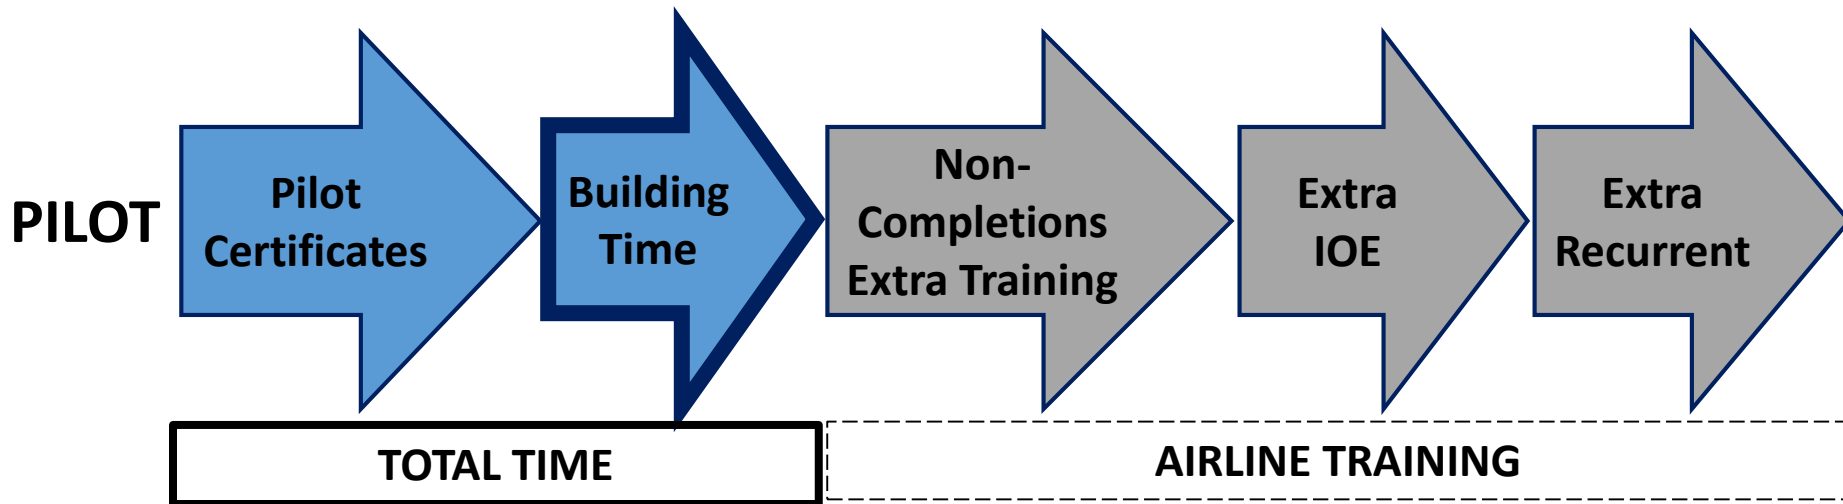 PILOT
Pilot
Certificates
Building
Time
Non-
Completions
Extra Training
Extra
IOE
Extra
Recurrent
TOTAL TIME
AIRLINE TRAINING